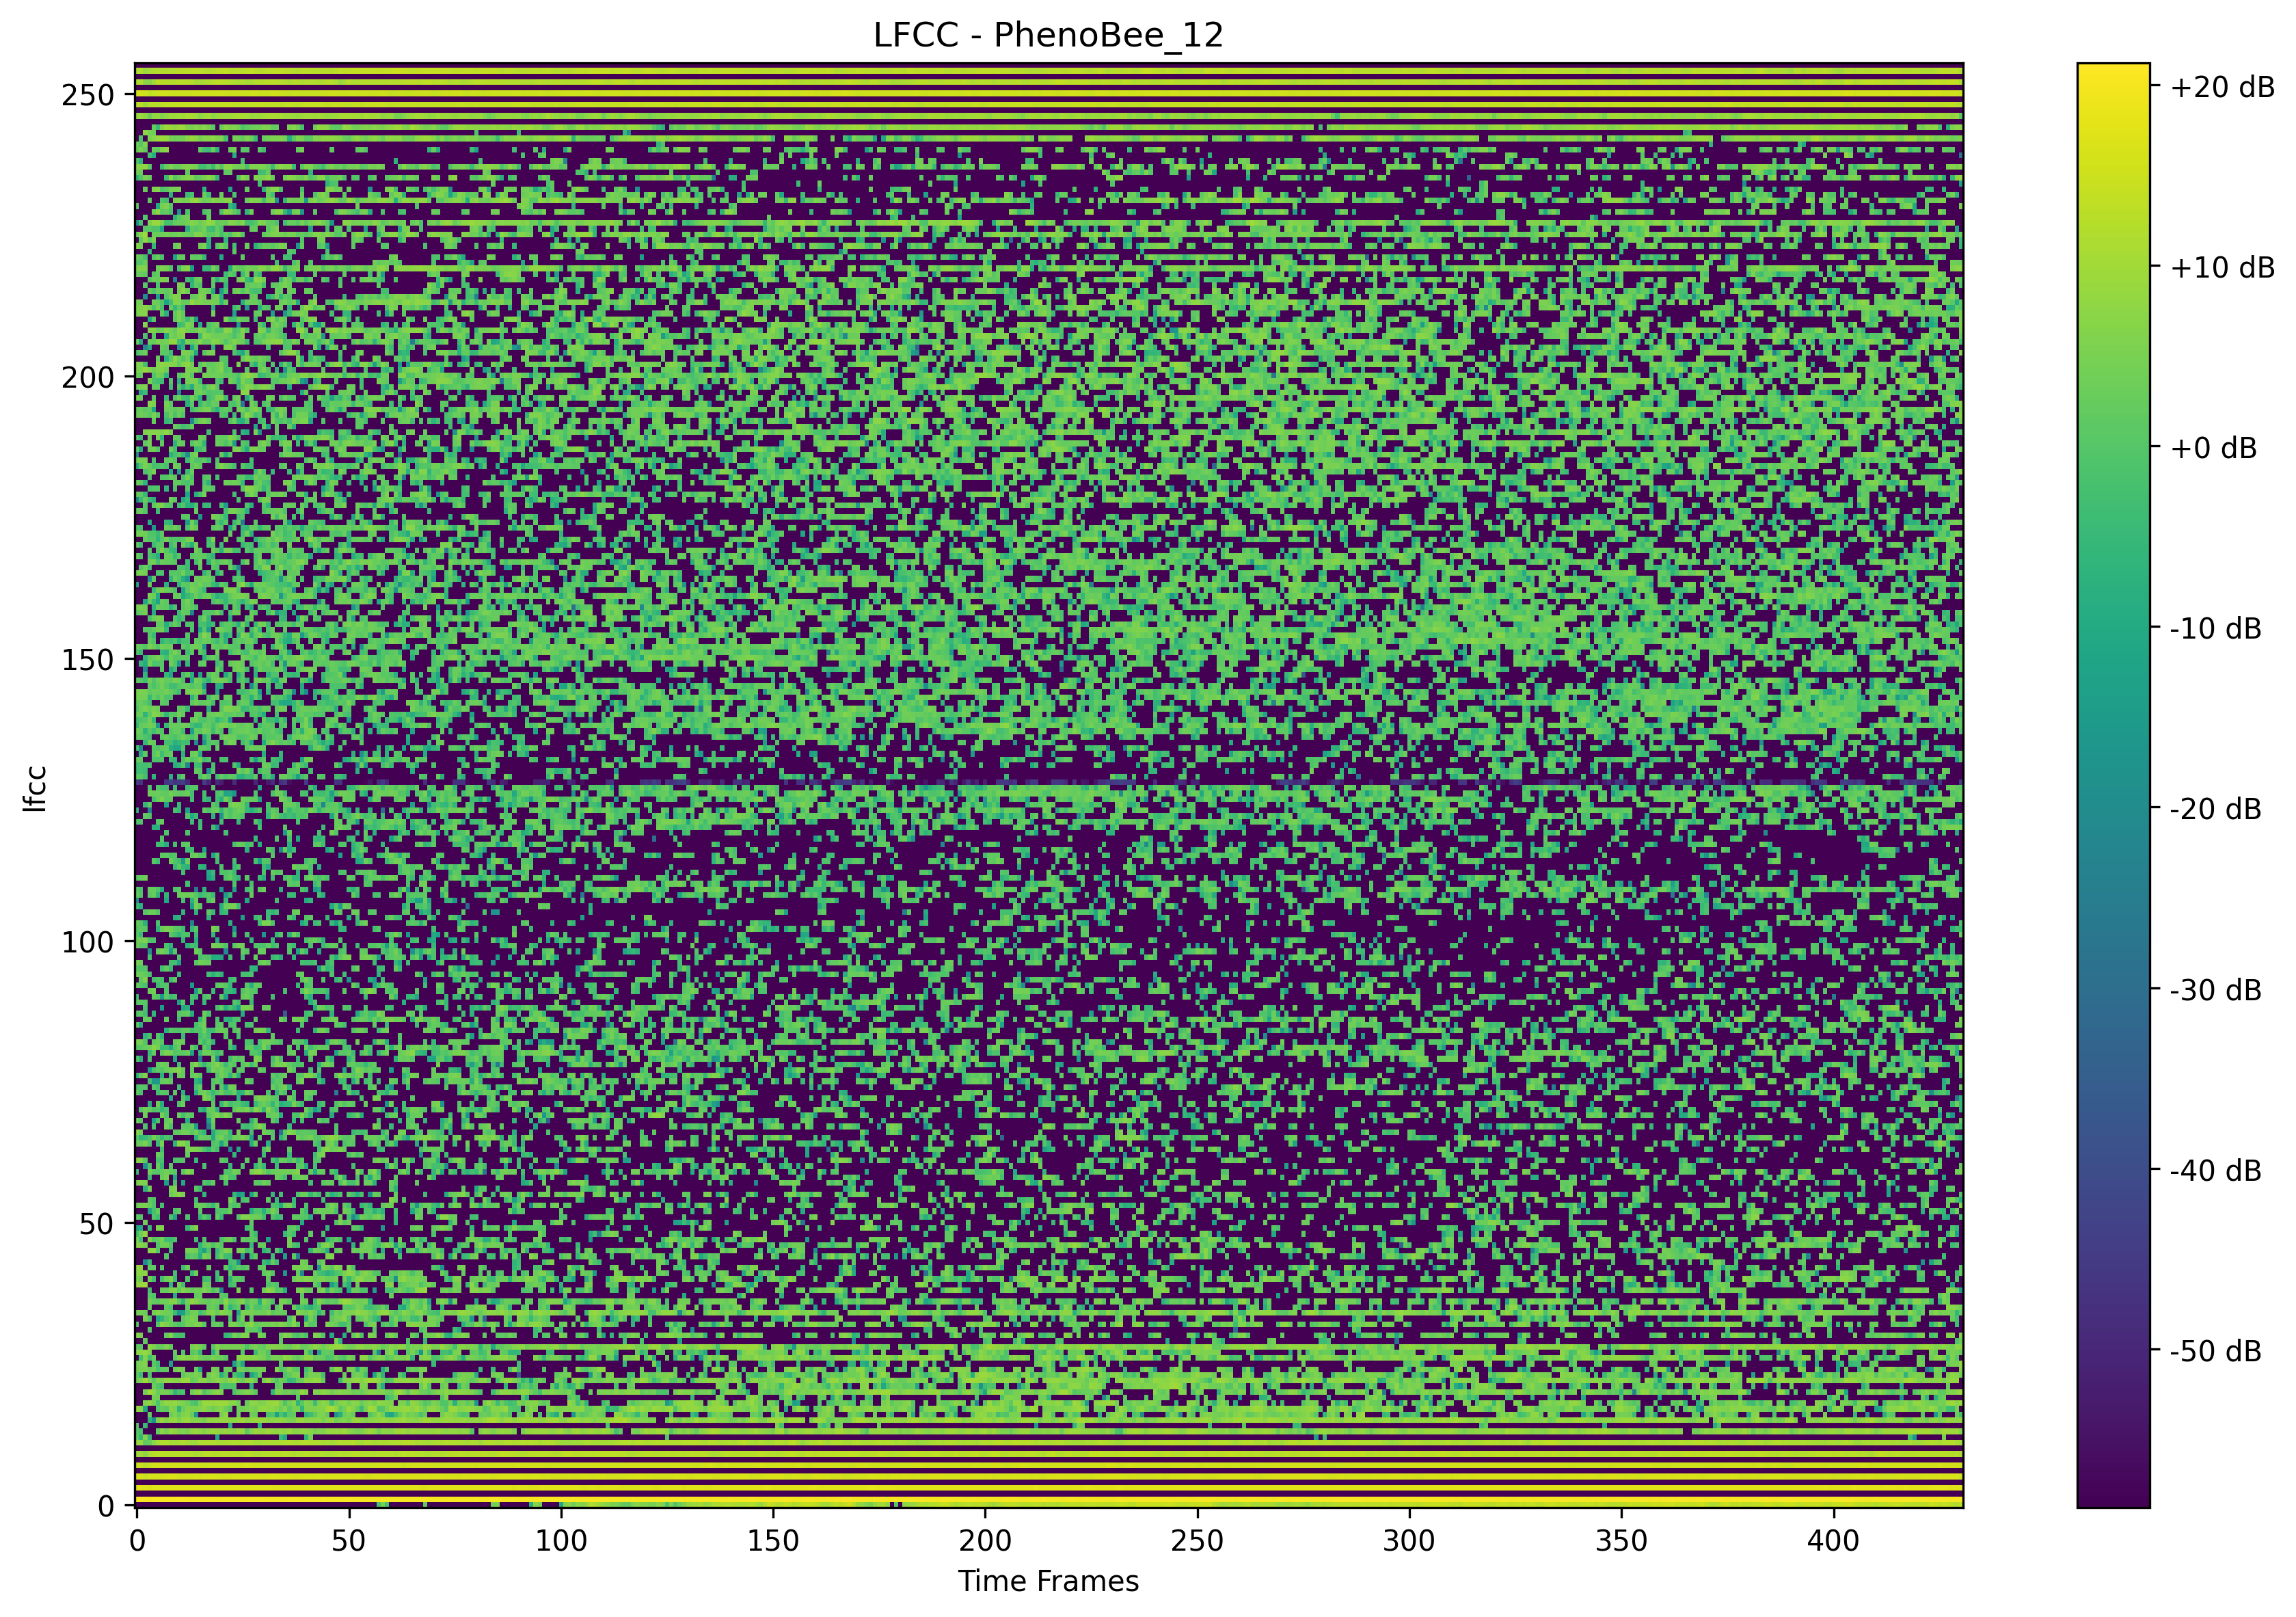 LFCC - PhenoBee_12
250
200
150
100
50
0
lfcc
0 50 100 150 200 250 300 350 400
Time Frames
+20 dB
+10 dB
+0 dB
-10 dB
-20 dB
-30 dB
-40 dB
-50 dB